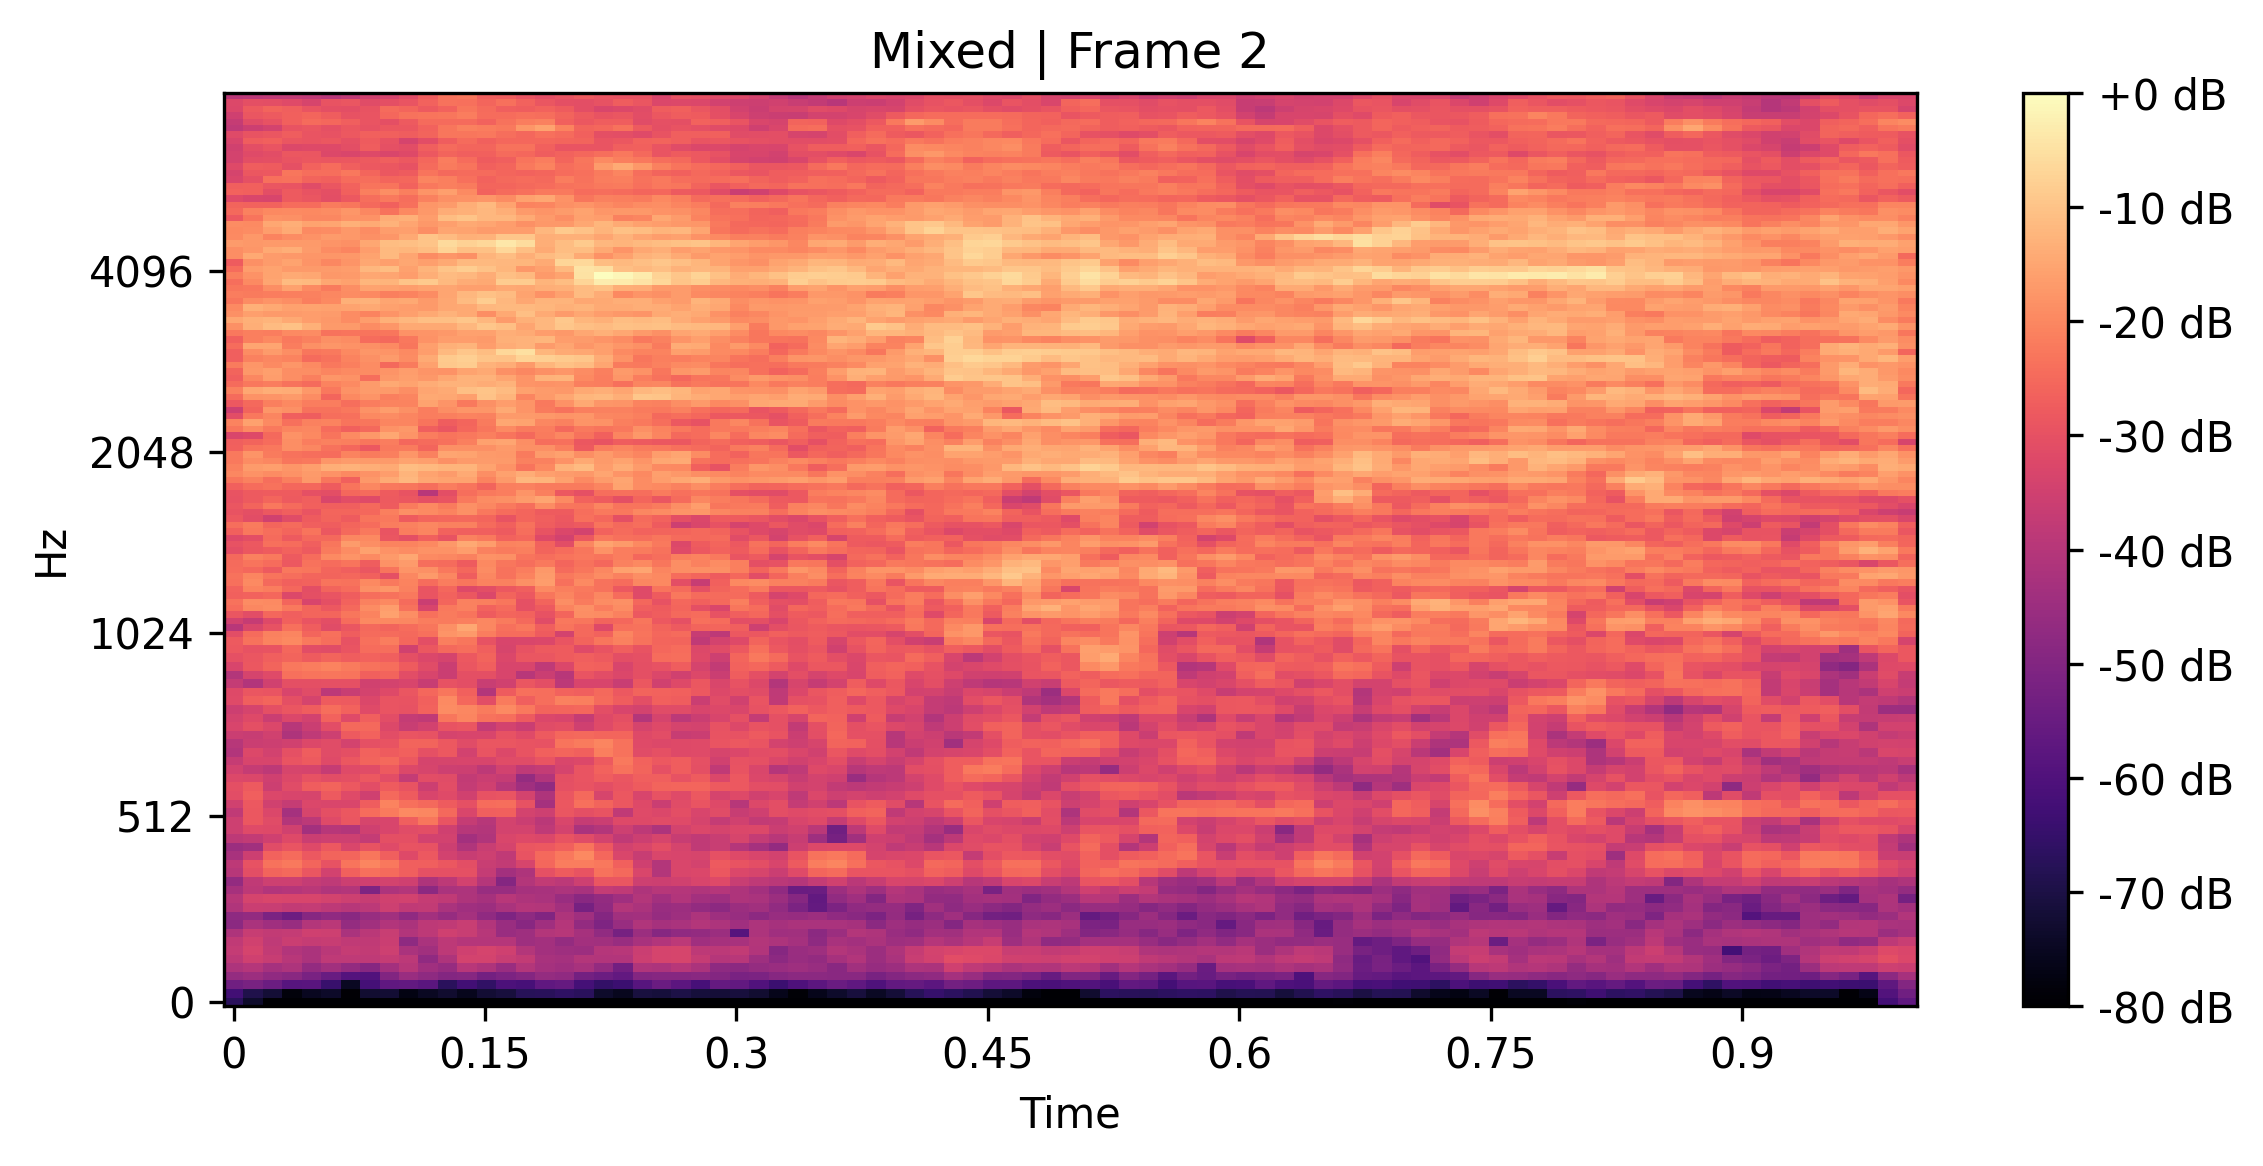 Mixed | Frame 2
+0 dB
-10 dB
-20 dB
-30 dB
-40 dB
-50 dB
-60 dB
-70 dB
-80 dB
Hz
4096
2048
1024
512
0
0 0.15 0.3 0.45 0.6 0.75 0.9
Time